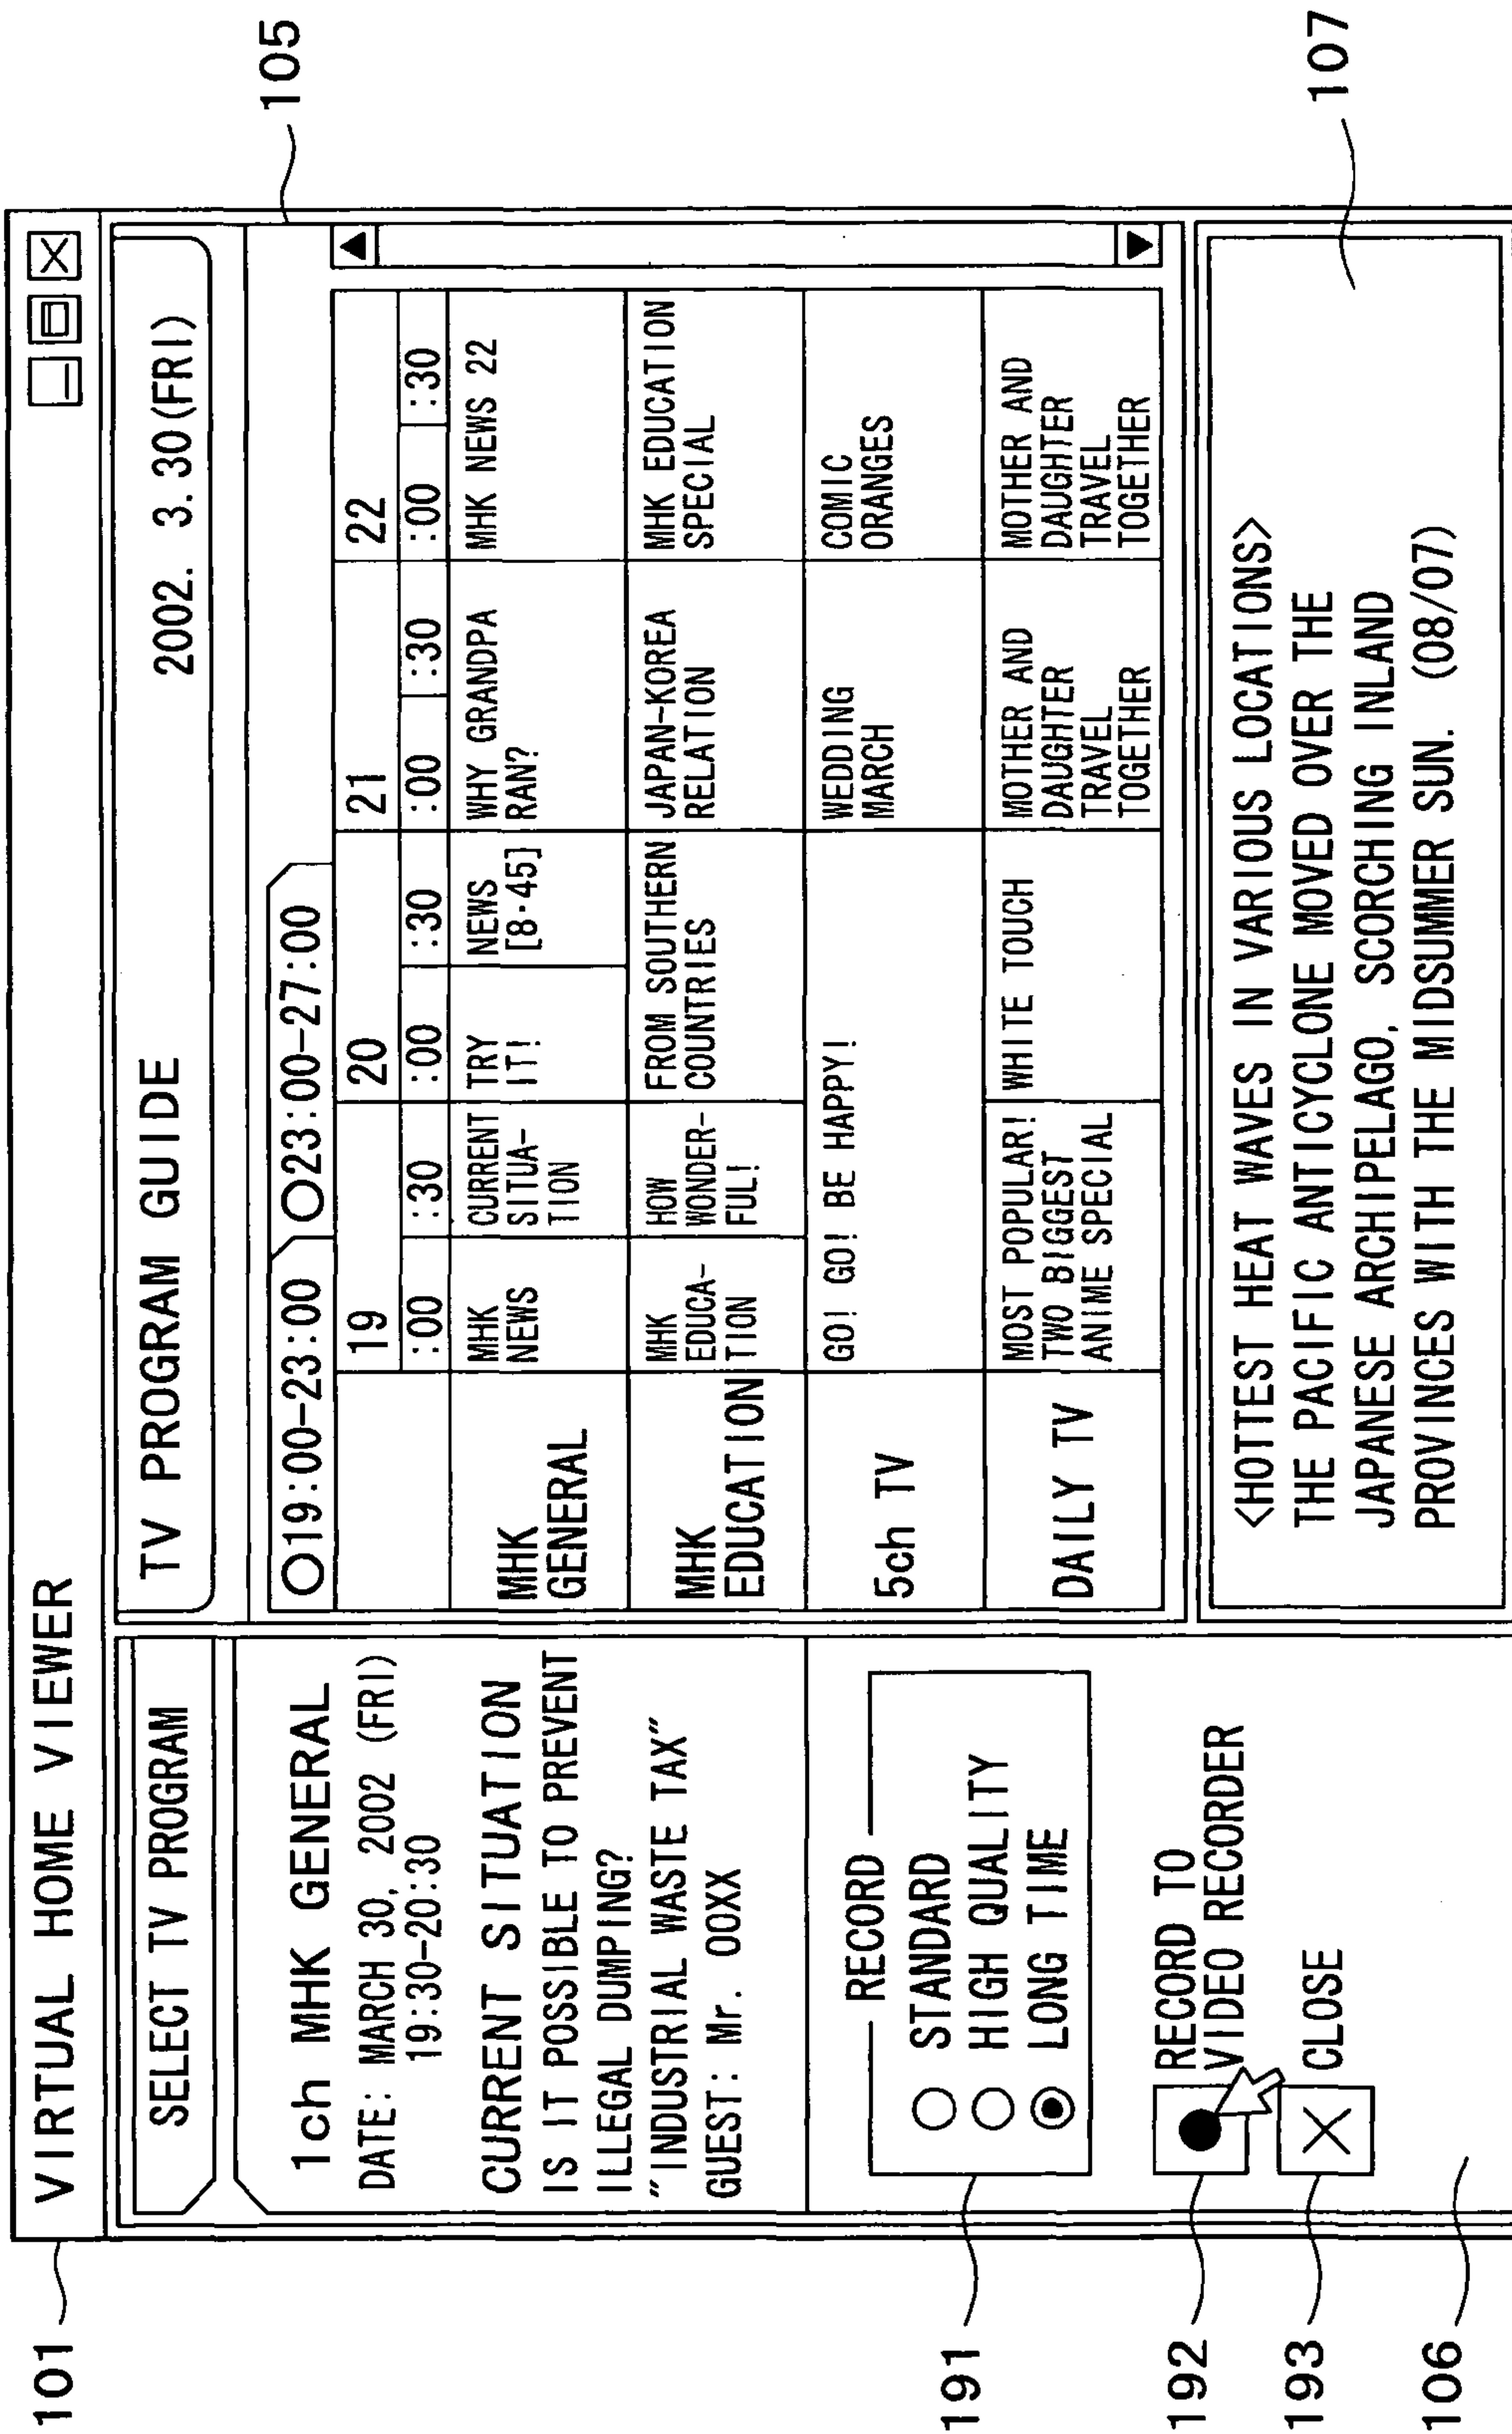 101
VIRTUAL HOME VIEWER
SELECT TV PROGRAM
1ch MHK GENERAL
DATE: MARCH 30, 2002 (FRI)
19:30-20:30
CURRENT SITUATION
IS IT POSSIBLE TO PREVENT
ILLEGAL DUMPING?
"INDUSTRIAL WASTE TAX"
GUEST: Mr. OOXX
RECORD
STANDARD
HIGH QUALITY
LONG TIME
191
RECORD TO
VIDEO RECORDER
192
CLOSE
193
106
TV PROGRAM GUIDE 2002. 3.30(FRI)
105
19:00-23:00 23:00-27:00
19 20 21 22
:00 :30 :00 :30 :00 :30 :00 :30
MHK
GENERAL
MHK
NEWS
CURRENT
SITUA-
TION
TRY
IT!
NEWS
[8·45]
WHY GRANDPA
RAN?
MHK NEWS 22
MHK
EDUCATION
MHK
EDUCA-
TION
HOW
WONDER-
FUL!
FROM SOUTHERN
COUNTRIES
JAPAN-KOREA
RELATION
MHK EDUCATION
SPECIAL
5ch TV
GO! GO! BE HAPPY!
WEDDING
MARCH
COMIC
ORANGES
DAILY TV
MOST POPULAR!
TWO BIGGEST
ANIME SPECIAL
WHITE TOUCH
MOTHER AND
DAUGHTER
TRAVEL
TOGETHER
MOTHER AND
DAUGHTER
TRAVEL
TOGETHER
<HOTTEST HEAT WAVES IN VARIOUS LOCATIONS>
THE PACIFIC ANTICYCLONE MOVED OVER THE
JAPANESE ARCHIPELAGO, SCORCHING INLAND
PROVINCES WITH THE MIDSUMMER SUN. (08/07)
107